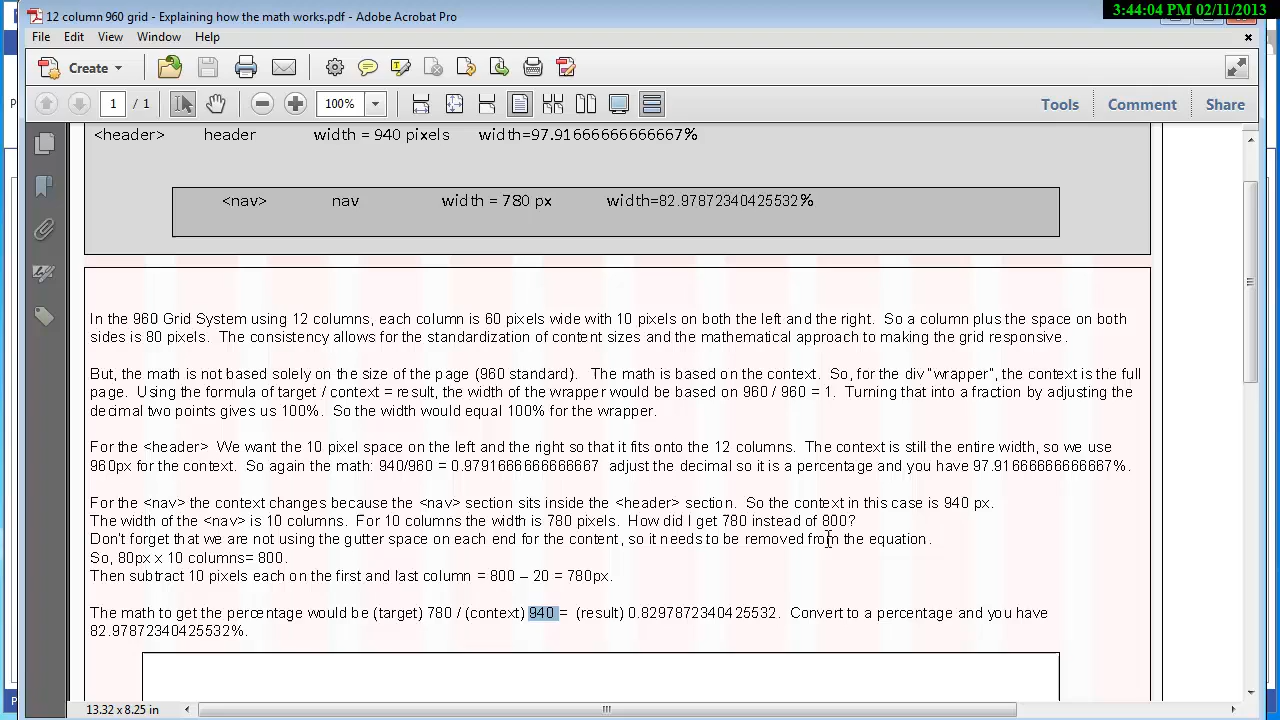 3:44:04 PM 02/11/2013
12 column 960 grid - Explaining how the math works.pdf - Adobe Acrobat Pro
File Edit View Window Help
Create
1 / 1 100% Tools Comment Share
<header> header width = 940 pixels width=97.91666666666667%
<nav> nav width = 780 px width=82.97872340425532%
In the 960 Grid System using 12 columns, each column is 60 pixels wide with 10 pixels on both the left and the right. So a column plus the space on both
sides is 80 pixels. The consistency allows for the standardization of content sizes and the mathematical approach to making the grid responsive.
But, the math is not based solely on the size of the page (960 standard). The math is based on the context. So, for the div "wrapper", the context is the full
page. Using the formula of target / context = result, the width of the wrapper would be based on 960 / 960 = 1. Turning that into a fraction by adjusting the
decimal two points gives us 100%. So the width would equal 100% for the wrapper.
For the <header> We want the 10 pixel space on the left and the right so that it fits onto the 12 columns. The context is still the entire width, so we use
960px for the context. So again the math. 940/960 = 0.9791666666666667 adjust the decimal so it is a percentage and you have 97.91666666666667%.
For the <nav> the context changes because the <nav> section sits inside the <header> section. So the context in this case is 940 px.
The width of the <nav> is 10 columns. For 10 columns the width is 780 pixels. How did I get 780 instead of 800?
Don't forget that we are not using the gutter space on each end for the content, so it needs to be removed from the equation.
So, 80px x 10 columns= 800.
Then subtract 10 pixels each on the first and last column = 800 – 20 = 780px.
The math to get the percentage would be (target) 780 / (context) 940 = (result) 0.8297872340425532. Convert to a percentage and you have
82.97872340425532%.
13.32 x 8.25 in